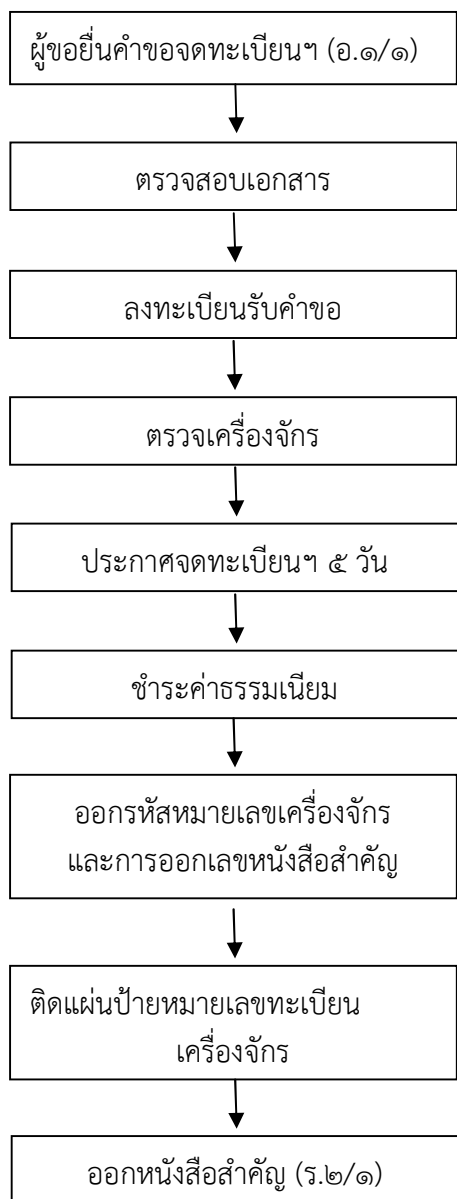 ผู้ขอยื่นคำขอจดทะเบียนฯ (อ.๑/๑)
ตรวจสอบเอกสาร
ลงทะเบียนรับคำขอ
ตรวจเครื่องจักร
ประกาศจดทะเบียนฯ ๕ วัน
ชำระค่าธรรมเนียม
ออกรหัสหมายเลขเครื่องจักร
และการออกเลขหนังสือสำคัญ
ติดแผ่นป้ายหมายเลขทะเบียน
เครื่องจักร
ออกหนังสือสำคัญ (ร.๒/๑)